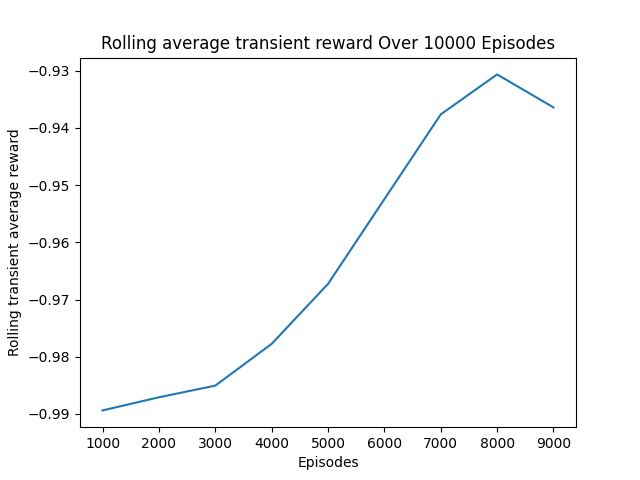 Rolling average transient reward Over 10000 Episodes
Rolling transient average reward
−0.93
−0.94
−0.95
−0.96
−0.97
−0.98
−0.99
1000 2000 3000 4000 5000 6000 7000 8000 9000
Episodes